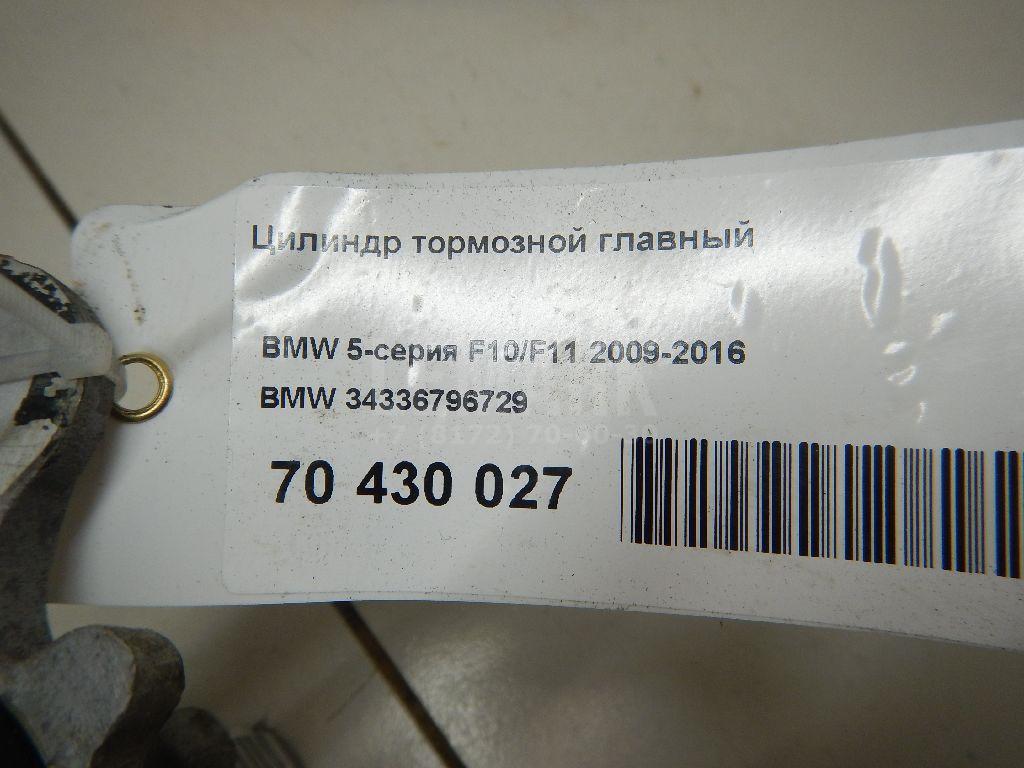 Цилиндр тормозной главный
BMW 5-серия F10/F11 2009-2016
BMW 34336796729
70 430 027